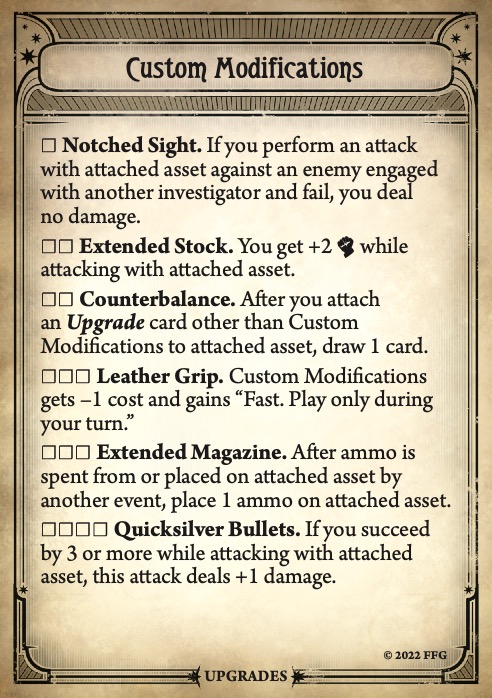 Custom Modifications
☐ Notched Sight. If you perform an attack
with attached asset against an enemy engaged
with another investigator and fail, you deal
no damage.
☐☐ Extended Stock. You get +2 while
attacking with attached asset.
☐☐ Counterbalance. After you attach
an Upgrade card other than Custom
Modifications to attached asset, draw 1 card.
☐☐☐ Leather Grip. Custom Modifications
gets –1 cost and gains “Fast. Play only during
your turn.”
☐☐☐ Extended Magazine. After ammo is
spent from or placed on attached asset by
another event, place 1 ammo on attached asset.
☐☐☐☐ Quicksilver Bullets. If you succeed
by 3 or more while attacking with attached
asset, this attack deals +1 damage.
© 2022 FFG
UPGRADES